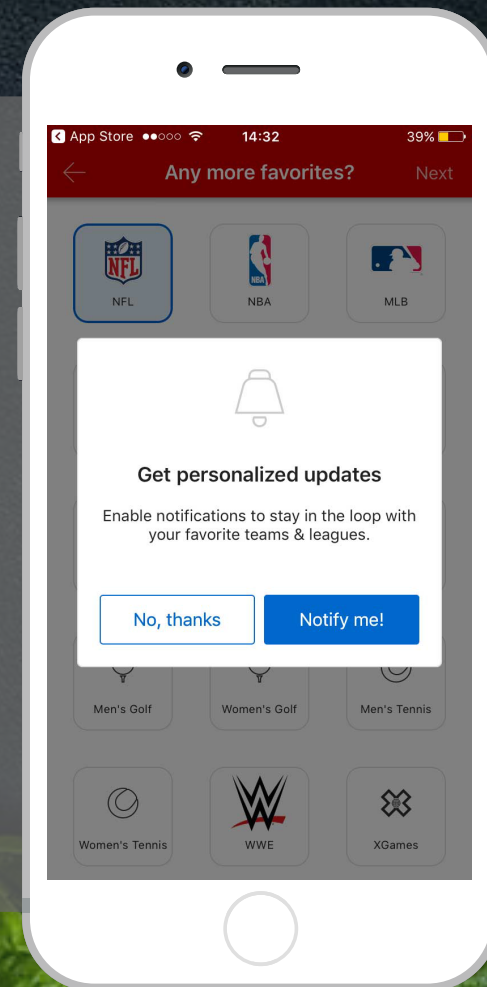 App Store 14:32 39%
Any more favorites? Next
NFL
NBA
NFL NBA MLB
Get personalized updates
Enable notifications to stay in the loop with
your favorite teams & leagues.
No, thanks Notify me!
Men's Golf Women's Golf Men's Tennis
W
Women's Tennis WWE XGames